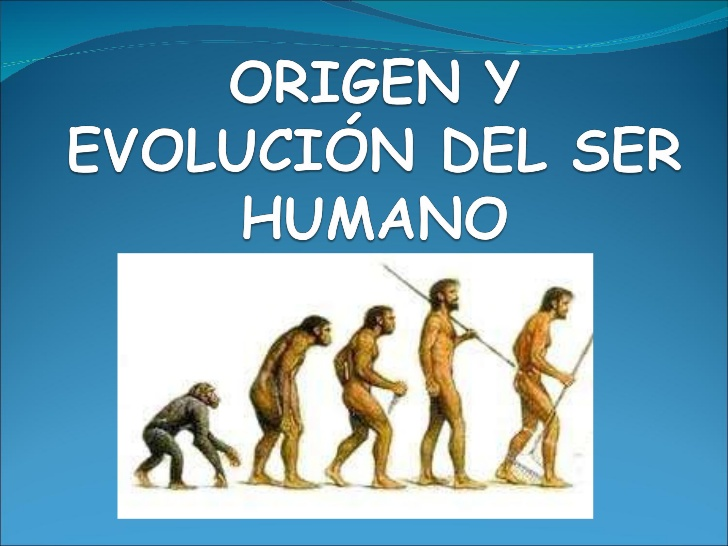 ORIGEN Y
EVOLUCIÓN DEL SER
HUMANO